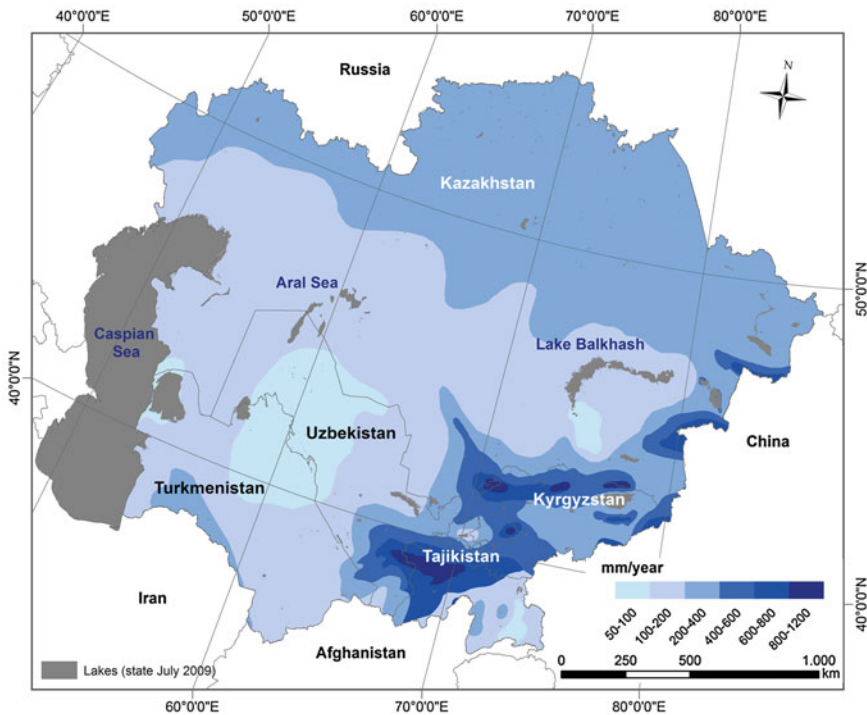 40°0'0"E
50°0'0"E
60°0'0"E
70°0'0"E
80°0'0"E
Russia
N
Kazakhstan
Aral Sea
50°0'0"N
Caspian
Sea
Lake Balkhash
40°0'0"N
Uzbekistan
China
Turkmenistan
Kyrgyzstan
Tajikistan
mm/year
Iran
50-100
100-200
200-400
400-600
600-800
800-1200
40°0'0"N
Afghanistan
Lakes (state July 2009)
0
250
500
1.000
km
60°0'0"E
70°0'0"E
80°0'0"E